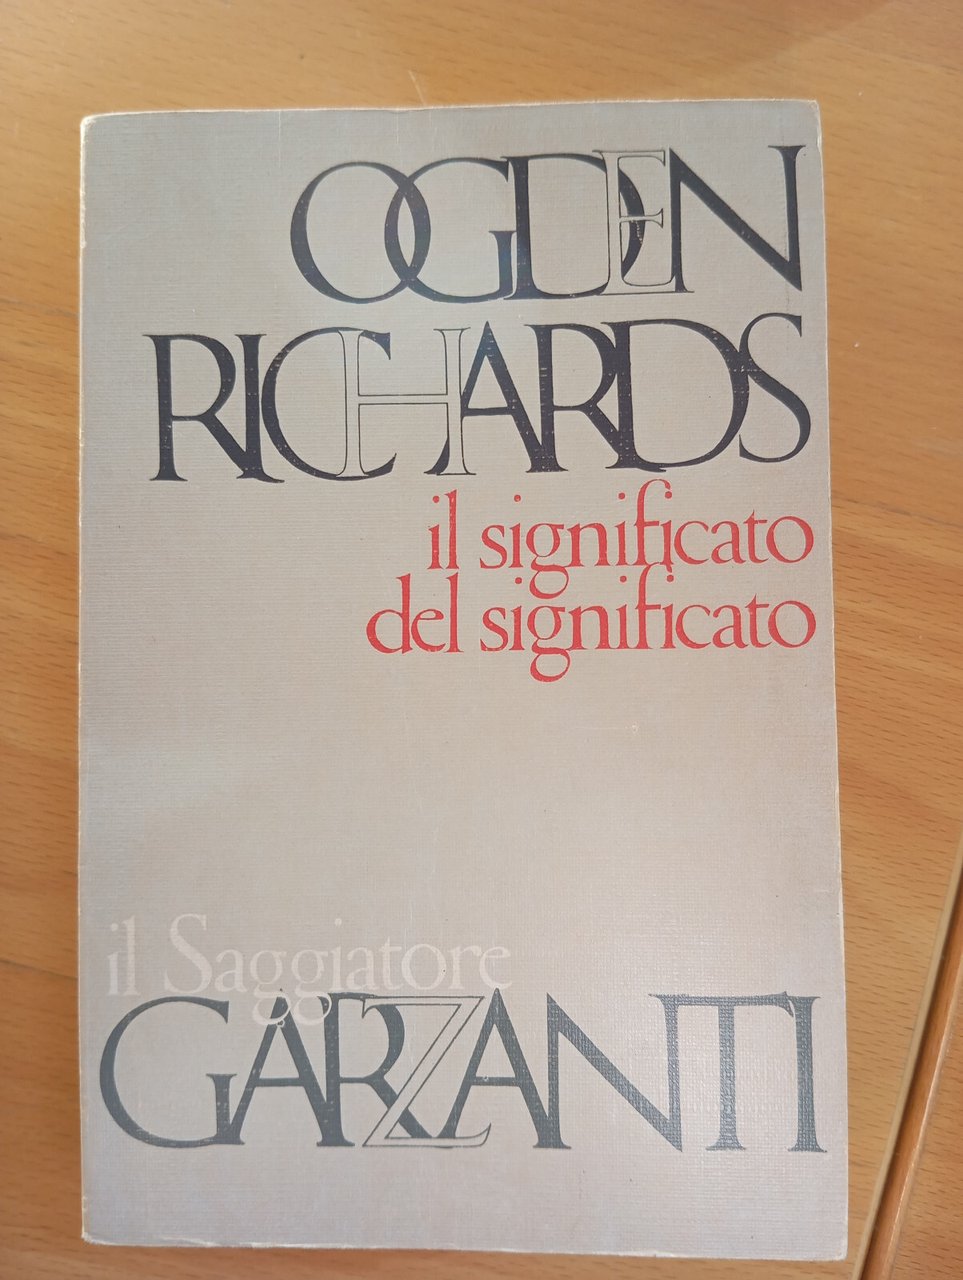 OGDEN
RICHARDS
il significato
del significato
il Saggiatore
GARZANTI